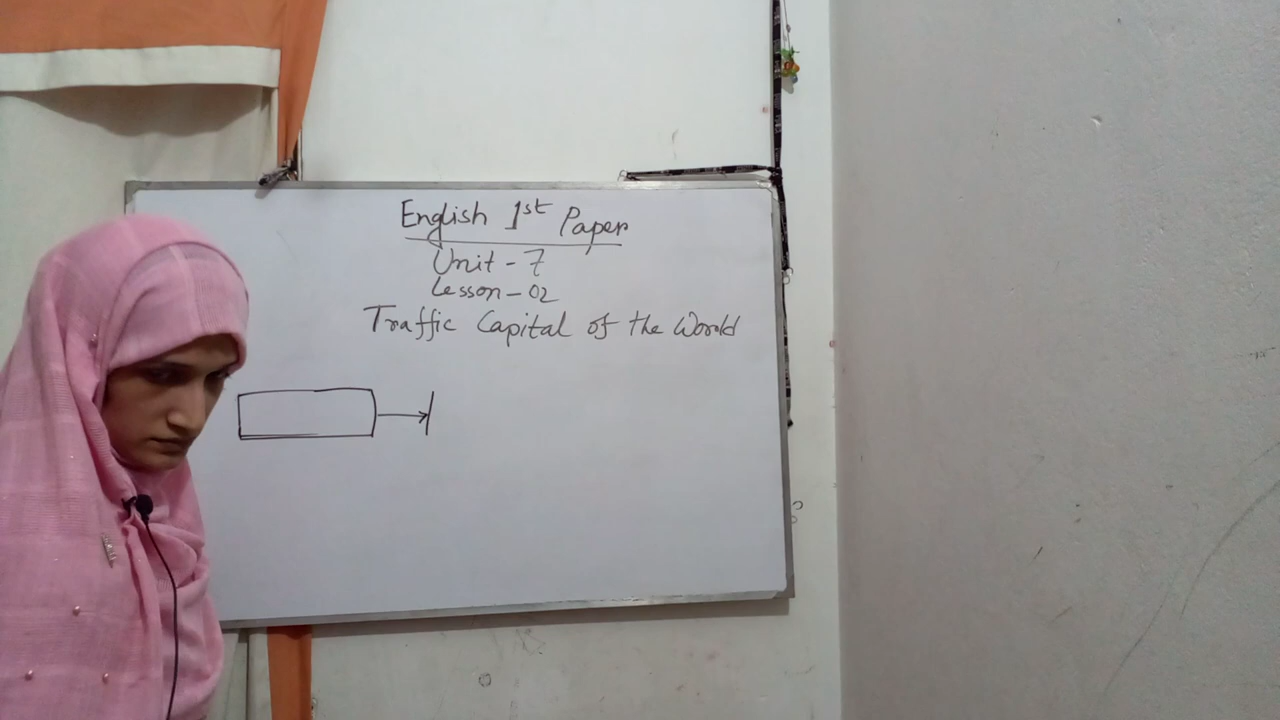 English 1st Paper
Unit - 7
Lesson - 02
Traffic Capital of the World